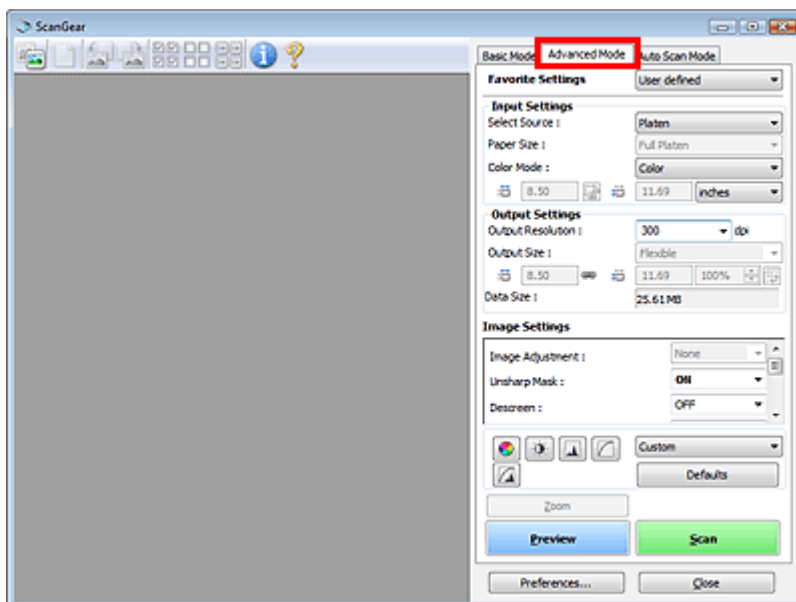 ScanGear
Basic Mode Advanced Mode Auto Scan Mode
Favorite Settings User defined
Input Settings
Select Source : Platen
Paper Size : Full Platen
Color Mode : Color
8.50 11.69 inches
Output Settings
Output Resolution : 300 dpi
Output Size : Flexible
8.50 11.69 100%
Data Size : 25.61MB
Image Settings
Image Adjustment : None
Unsharp Mask : ON
Descreen : OFF
Custom
Defaults
Zoom
Preview Scan
Preferences... Close